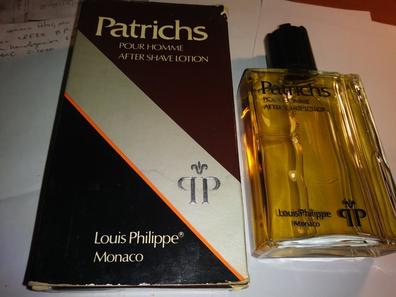 Patrichs
POUR HOMME
AFTER SHAVE LOTION
Louis Philippe®
Monaco
Patrichs
POUR HOMME
AFTER SHAVE LOTION
Louis Philippe
Monaco